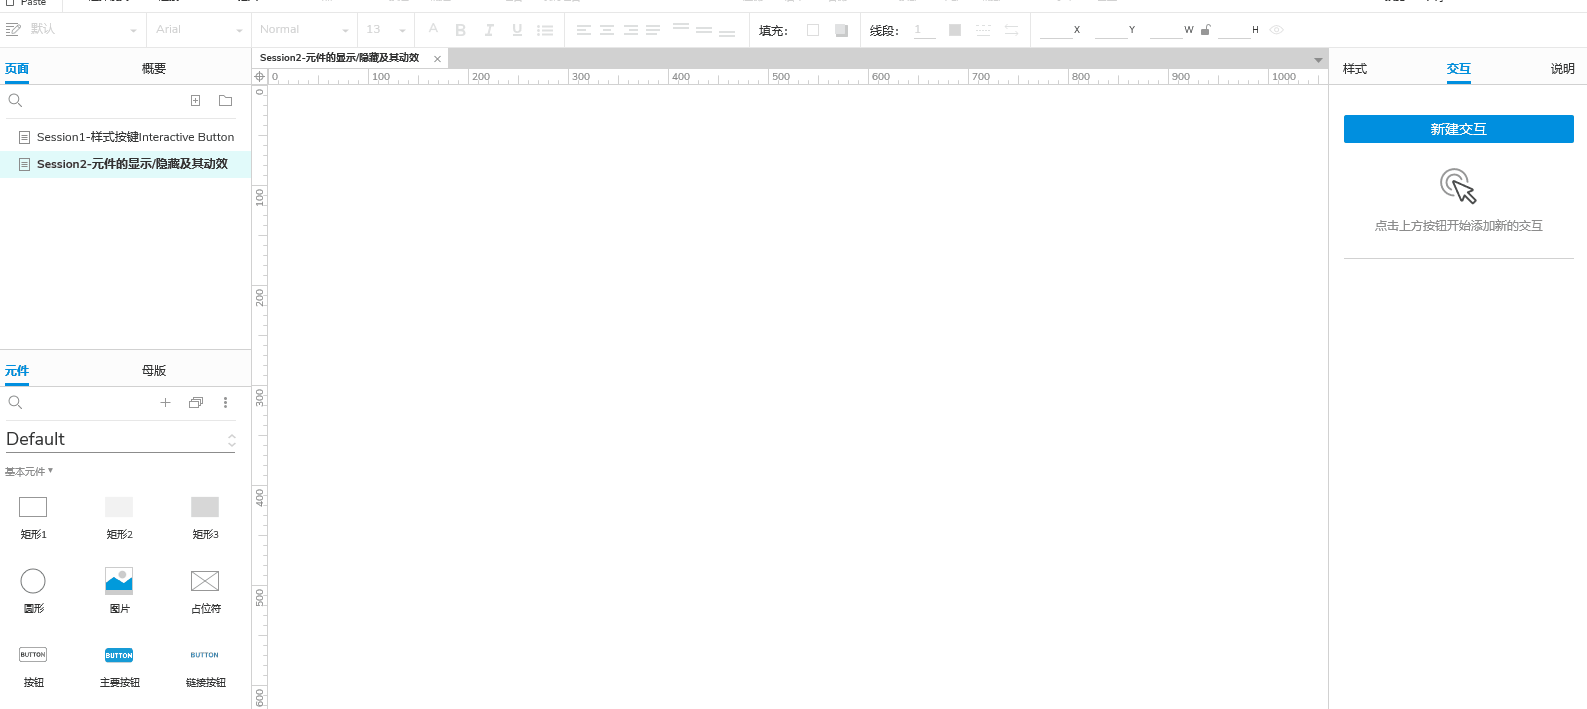 Paste
默认 Arial Normal 13 填充: 线段: 1 X Y W H
页面 概要
Session1-样式按键Interactive Button
Session2-元件的显示/隐藏及其动效
元件 母版
Default
基本元件
矩形1 矩形2 矩形3
圆形 图片 占位符
BUTTON BUTTON BUTTON
按钮 主要按钮 链接按钮
Session2-元件的显示/隐藏及其动效
0 100 200 300 400 500 600 700 800 900 1000
0
100
200
300
400
500
600
样式 交互 说明
新建交互
点击上方按钮开始添加新的交互